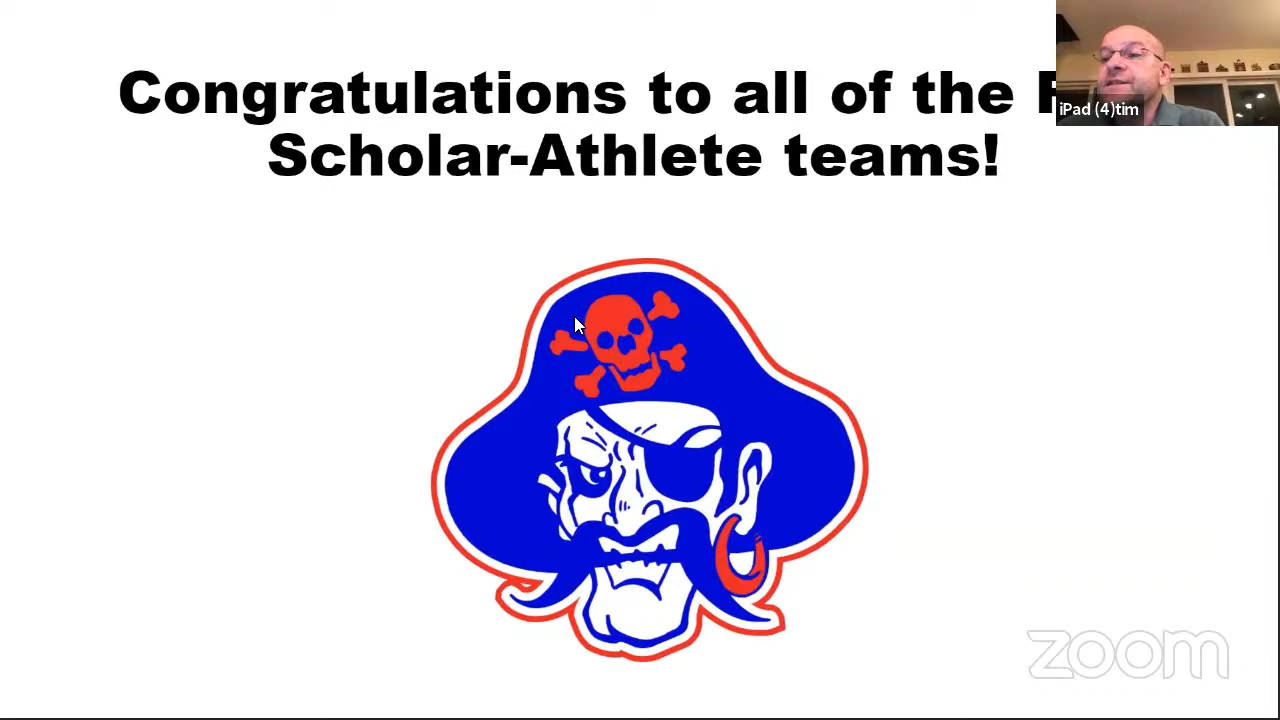 Congratulations to all of the
Scholar-Athlete teams!
iPad (4)tim
zoom